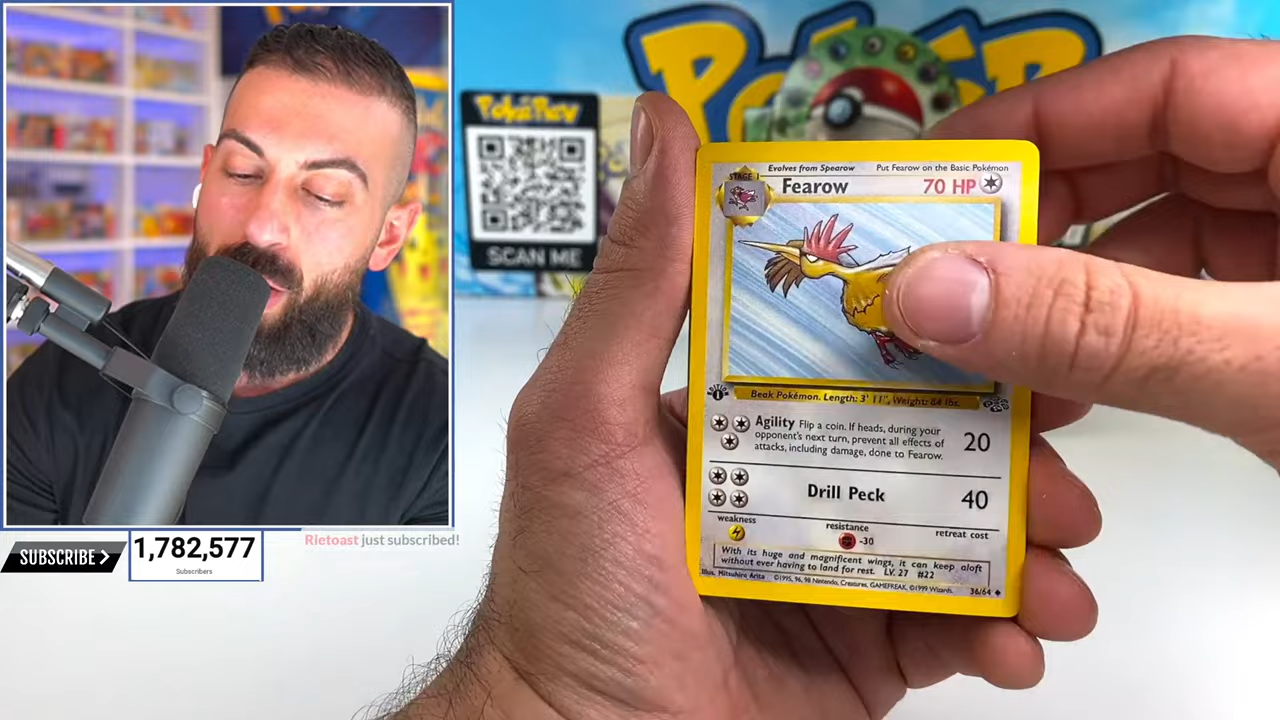 PokéRev
SCAN ME
SUBSCRIBE >
1,782,577
Subscribers
Rietoast just subscribed!
STAGE 1
Evolves from Spearow
Put Fearow on the Basic Pokémon
Fearow
70 HP
EDITION 1
Beak Pokémon. Length: 3' 11", Weight: 84 lbs.
Agility Flip a coin. If heads, during your
opponent's next turn, prevent all effects of
attacks, including damage, done to Fearow.
20
Drill Peck
40
weakness
resistance
retreat cost
-30
With its huge and magnificent wings, it can keep aloft
without ever having to land for rest. LV. 27 #22
Illus. Mitsuhiro Arita ©1995, 96, 98 Nintendo, Creatures, GAMEFREAK. ©1999 Wizards.
36/64